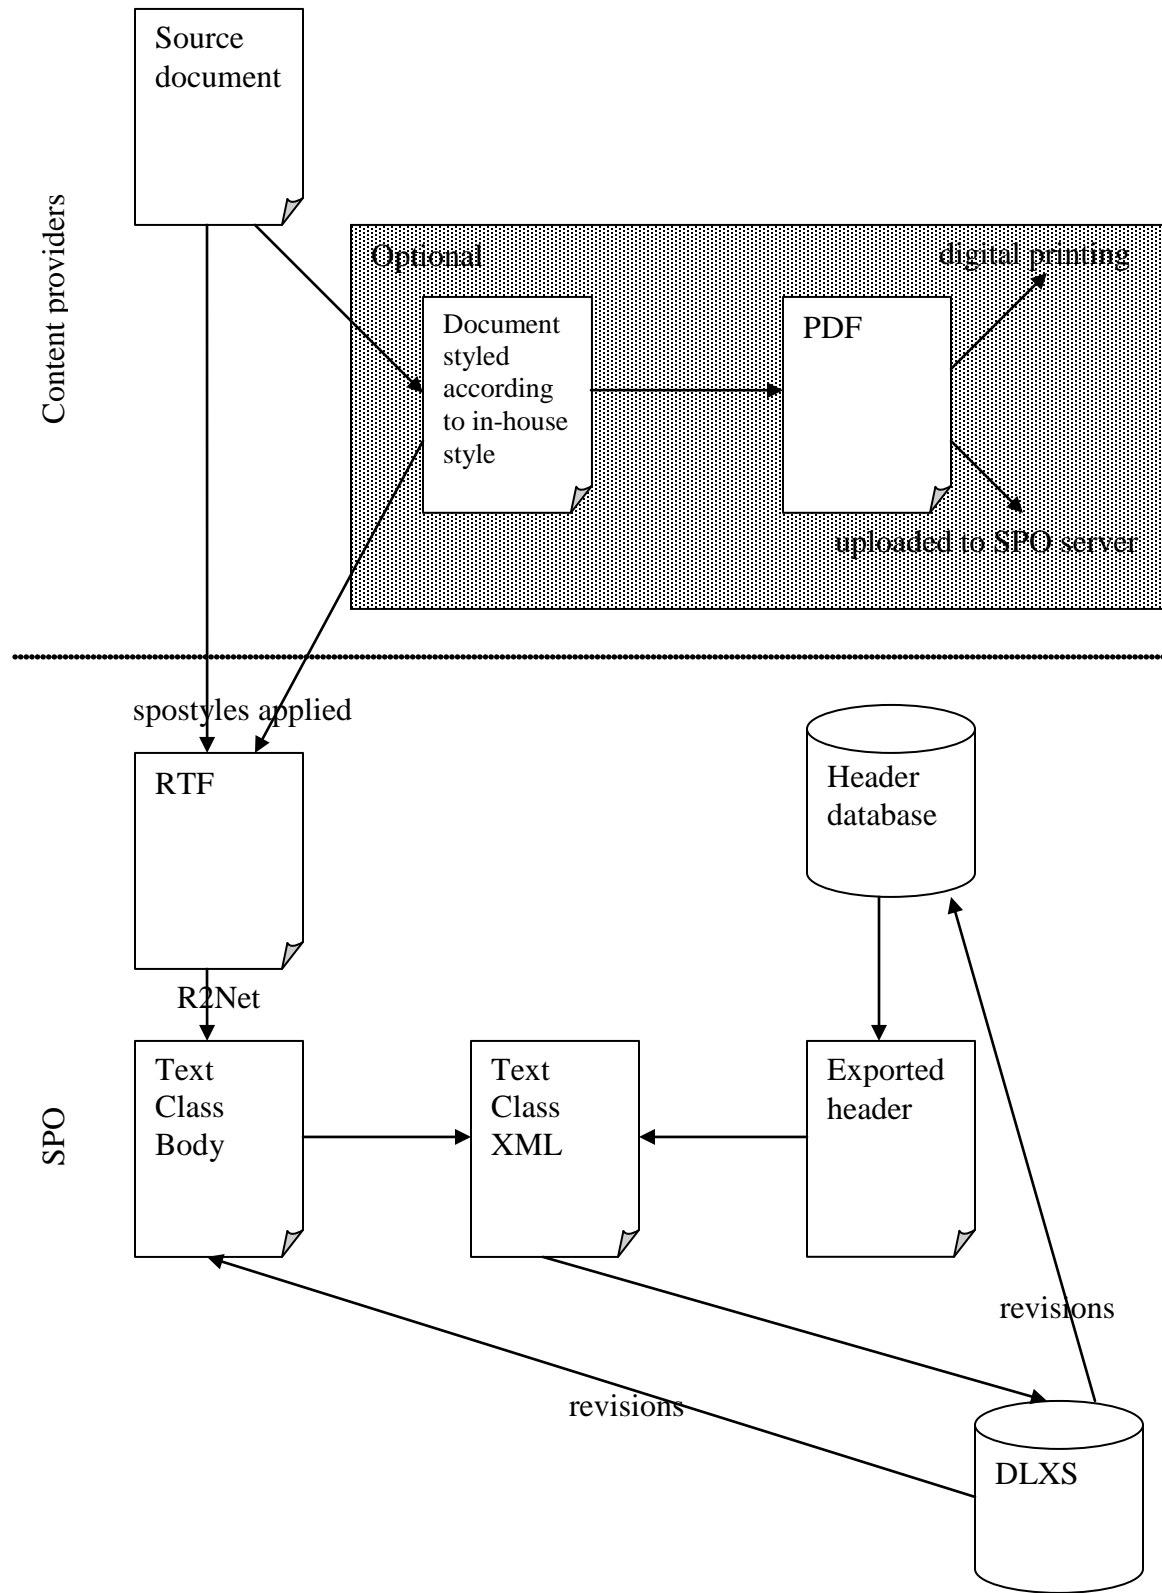 Source
document
Content providers
Optional
digital printing
Document
styled
according
to in-house
style
PDF
uploaded to SPO server
spostyles applied
RTF
Header
database
R2Net
Text
Class
Body
Text
Class
XML
Exported
header
SPO
revisions
revisions
DLXS